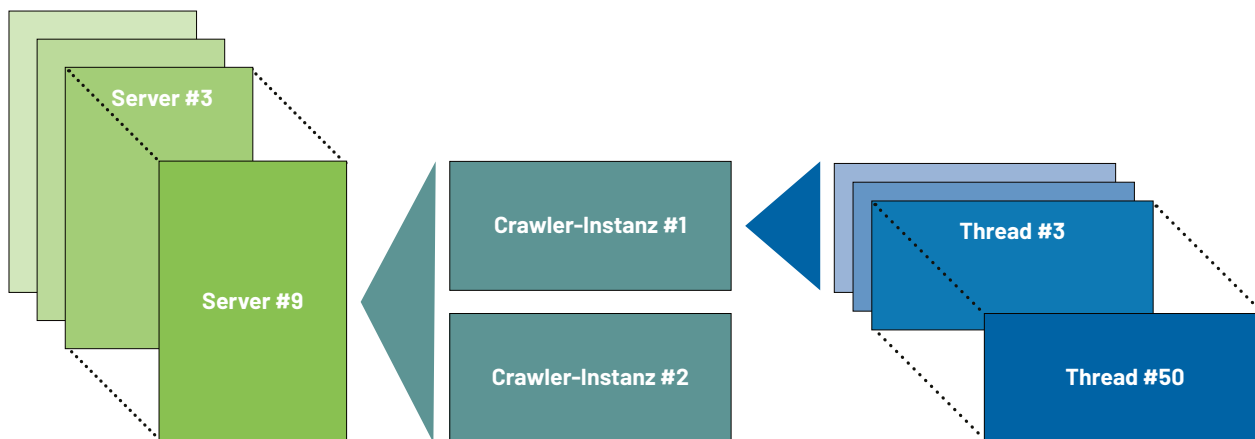 Server #3
Server #9
Crawler-Instanz #1
Crawler-Instanz #2
Thread #3
Thread #50